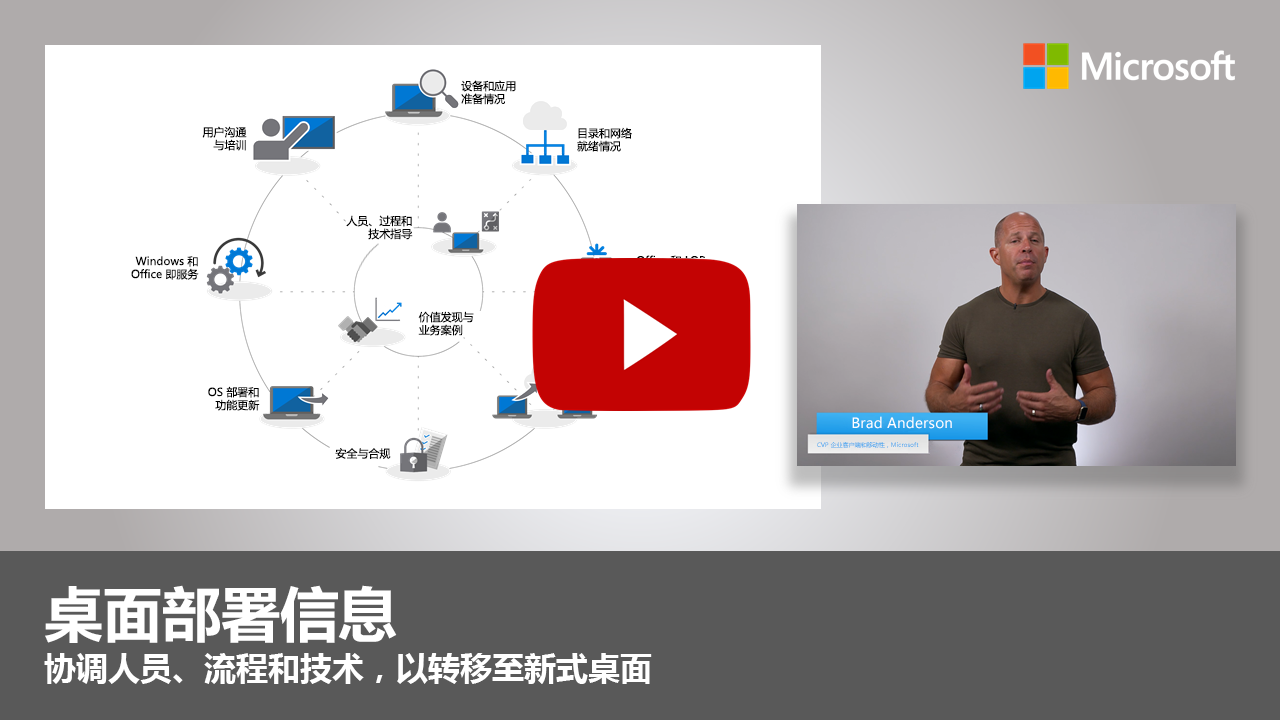 设备和应用
准备情况
Microsoft
用户沟通
与培训
目录和网络
就绪情况
人员、过程和
技术指导
Windows 和
Office 即服务
价值发现与
业务案例
OS 部署和
功能更新
安全与合规
Brad Anderson
CVP 企业客户端和移动性，Microsoft
桌面部署信息
协调人员、流程和技术，以转移至新式桌面